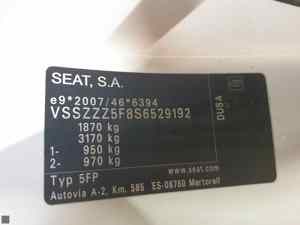 SEAT, S.A.
e9*2007/46*6394
VSSZZZ5F8S6529192
1870 kg
3170 kg
1- 950 kg
2- 970 kg
www.seat.com
Typ 5FP
Autovia A-2, Km. 585 ES-08760 Martorell
DUSA